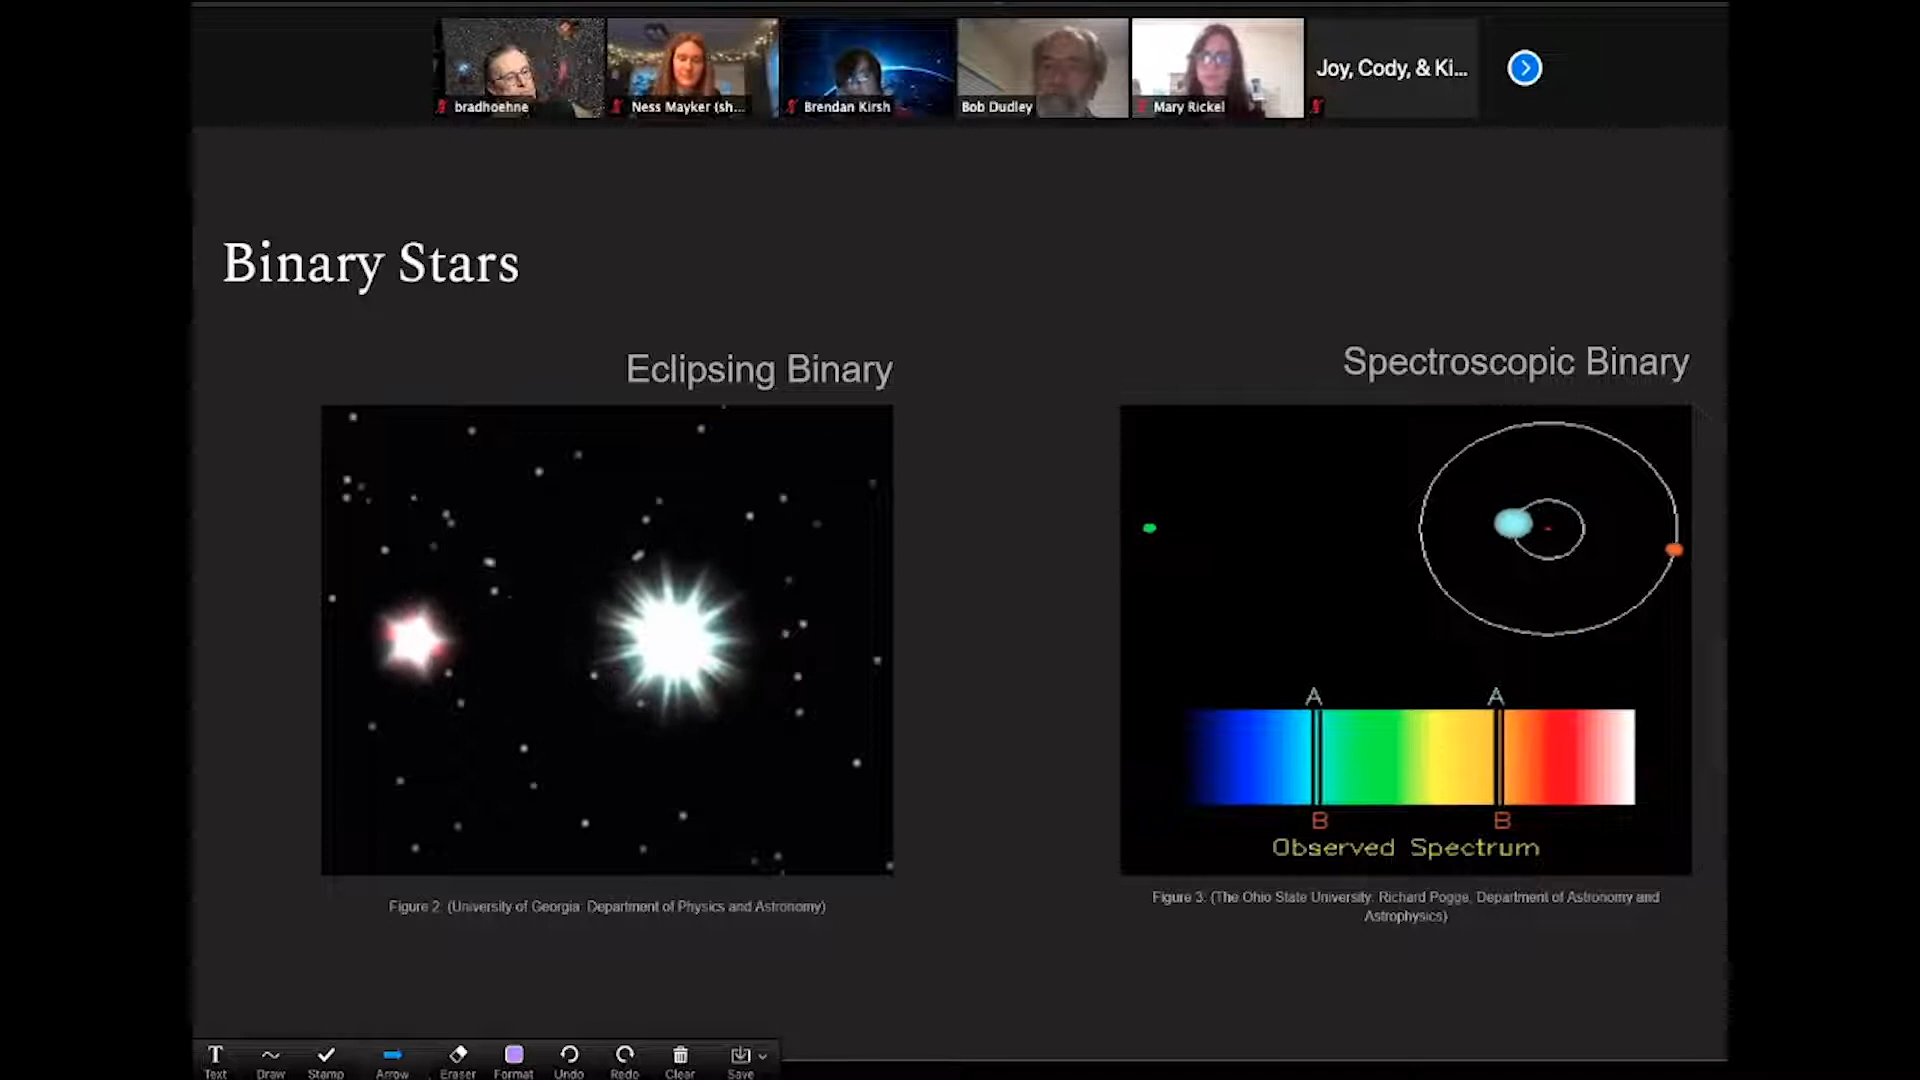 bradhoehne
Ness Mayker (sh...
Brendan Kirsh
Bob Dudley
Mary Rickel
Joy, Cody, & Ki...
Binary Stars
Eclipsing Binary
Spectroscopic Binary
A A
B B
Observed Spectrum
Figure 2: (University of Georgia: Department of Physics and Astronomy)
Figure 3: (The Ohio State University: Richard Pogge, Department of Astronomy and
Astrophysics)
Text Draw Stamp Arrow Eraser Format Undo Redo Clear Save